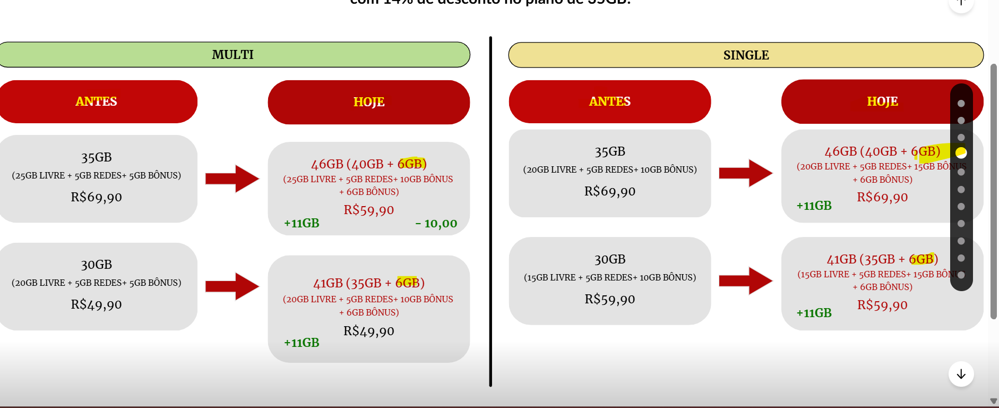 com 14% de desconto no plano de 35GB.
MULTI
ANTES
HOJE
35GB
(25GB LIVRE + 5GB REDES+ 5GB BÔNUS)
R$69,90
46GB (40GB + 6GB)
(25GB LIVRE + 5GB REDES+ 10GB BÔNUS
+ 6GB BÔNUS)
R$59,90
+11GB
- 10,00
30GB
(20GB LIVRE + 5GB REDES+ 5GB BÔNUS)
R$49,90
41GB (35GB + 6GB)
(20GB LIVRE + 5GB REDES+ 10GB BÔNUS
+ 6GB BÔNUS)
R$49,90
+11GB
SINGLE
ANTES
HOJE
35GB
(20GB LIVRE + 5GB REDES+ 10GB BÔNUS)
R$69,90
46GB (40GB + 6GB)
(20GB LIVRE + 5GB REDES+ 15GB BÔNUS
+ 6GB BÔNUS)
R$69,90
+11GB
30GB
(15GB LIVRE + 5GB REDES+ 10GB BÔNUS)
R$59,90
41GB (35GB + 6GB)
(15GB LIVRE + 5GB REDES+ 15GB BÔNUS
+ 6GB BÔNUS)
R$59,90
+11GB